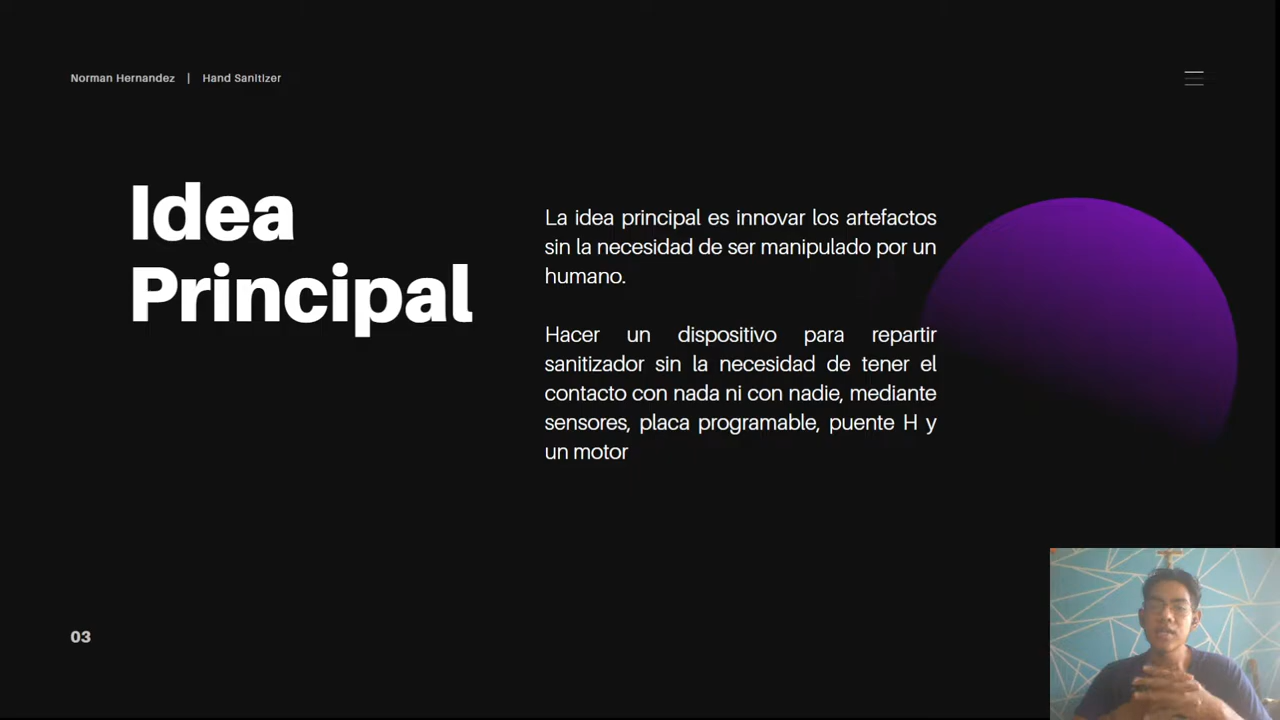 Norman Hernandez | Hand Sanitizer
Idea
Principal
La idea principal es innovar los artefactos
sin la necesidad de ser manipulado por un
humano.
Hacer un dispositivo para repartir
sanitizador sin la necesidad de tener el
contacto con nada ni con nadie, mediante
sensores, placa programable, puente H y
un motor
03